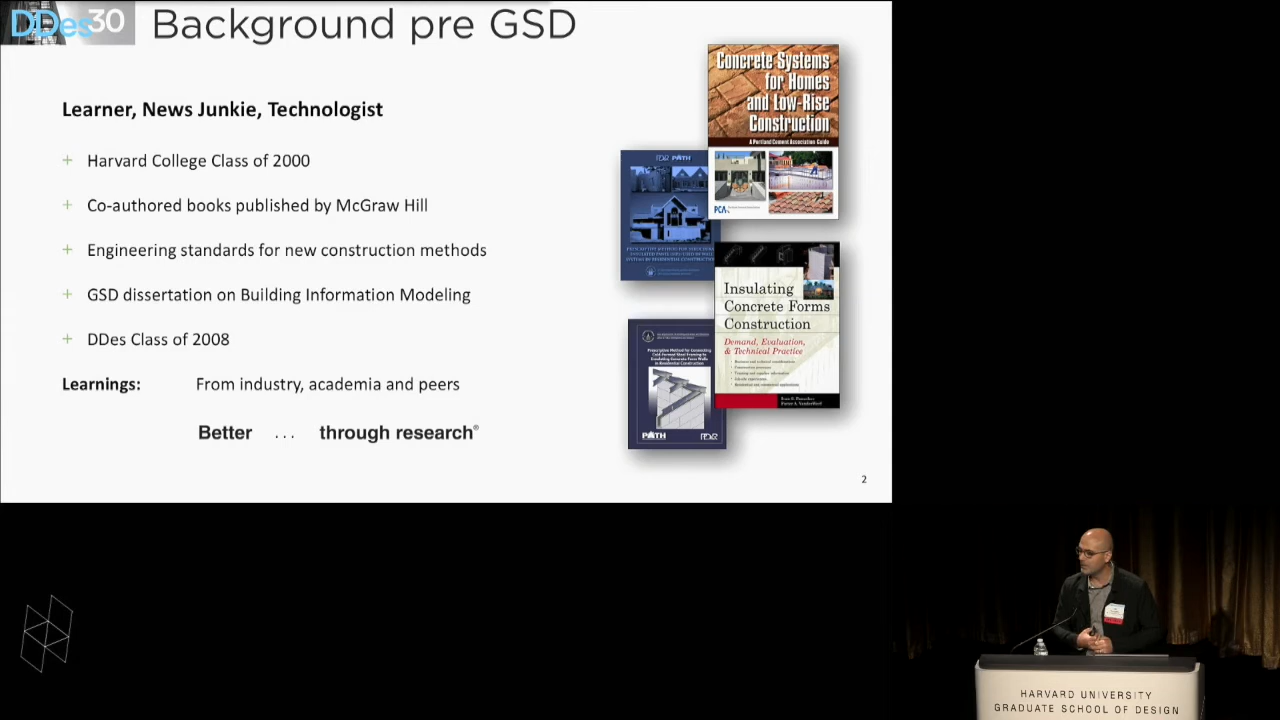 DDes30
Background pre GSD
Learner, News Junkie, Technologist
+ Harvard College Class of 2000
+ Co-authored books published by McGraw Hill
+ Engineering standards for new construction methods
+ GSD dissertation on Building Information Modeling
+ DDes Class of 2008
Learnings: From industry, academia and peers
Better ... through research®
Concrete Systems
for Homes
and Low-Rise
Construction
A Portland Cement Association Guide
PCA
PATH
Insulating
Concrete Forms
Construction
Demand, Evaluation,
& Technical Practice
PATH
2
HARVARD UNIVERSITY
GRADUATE SCHOOL OF DESIGN